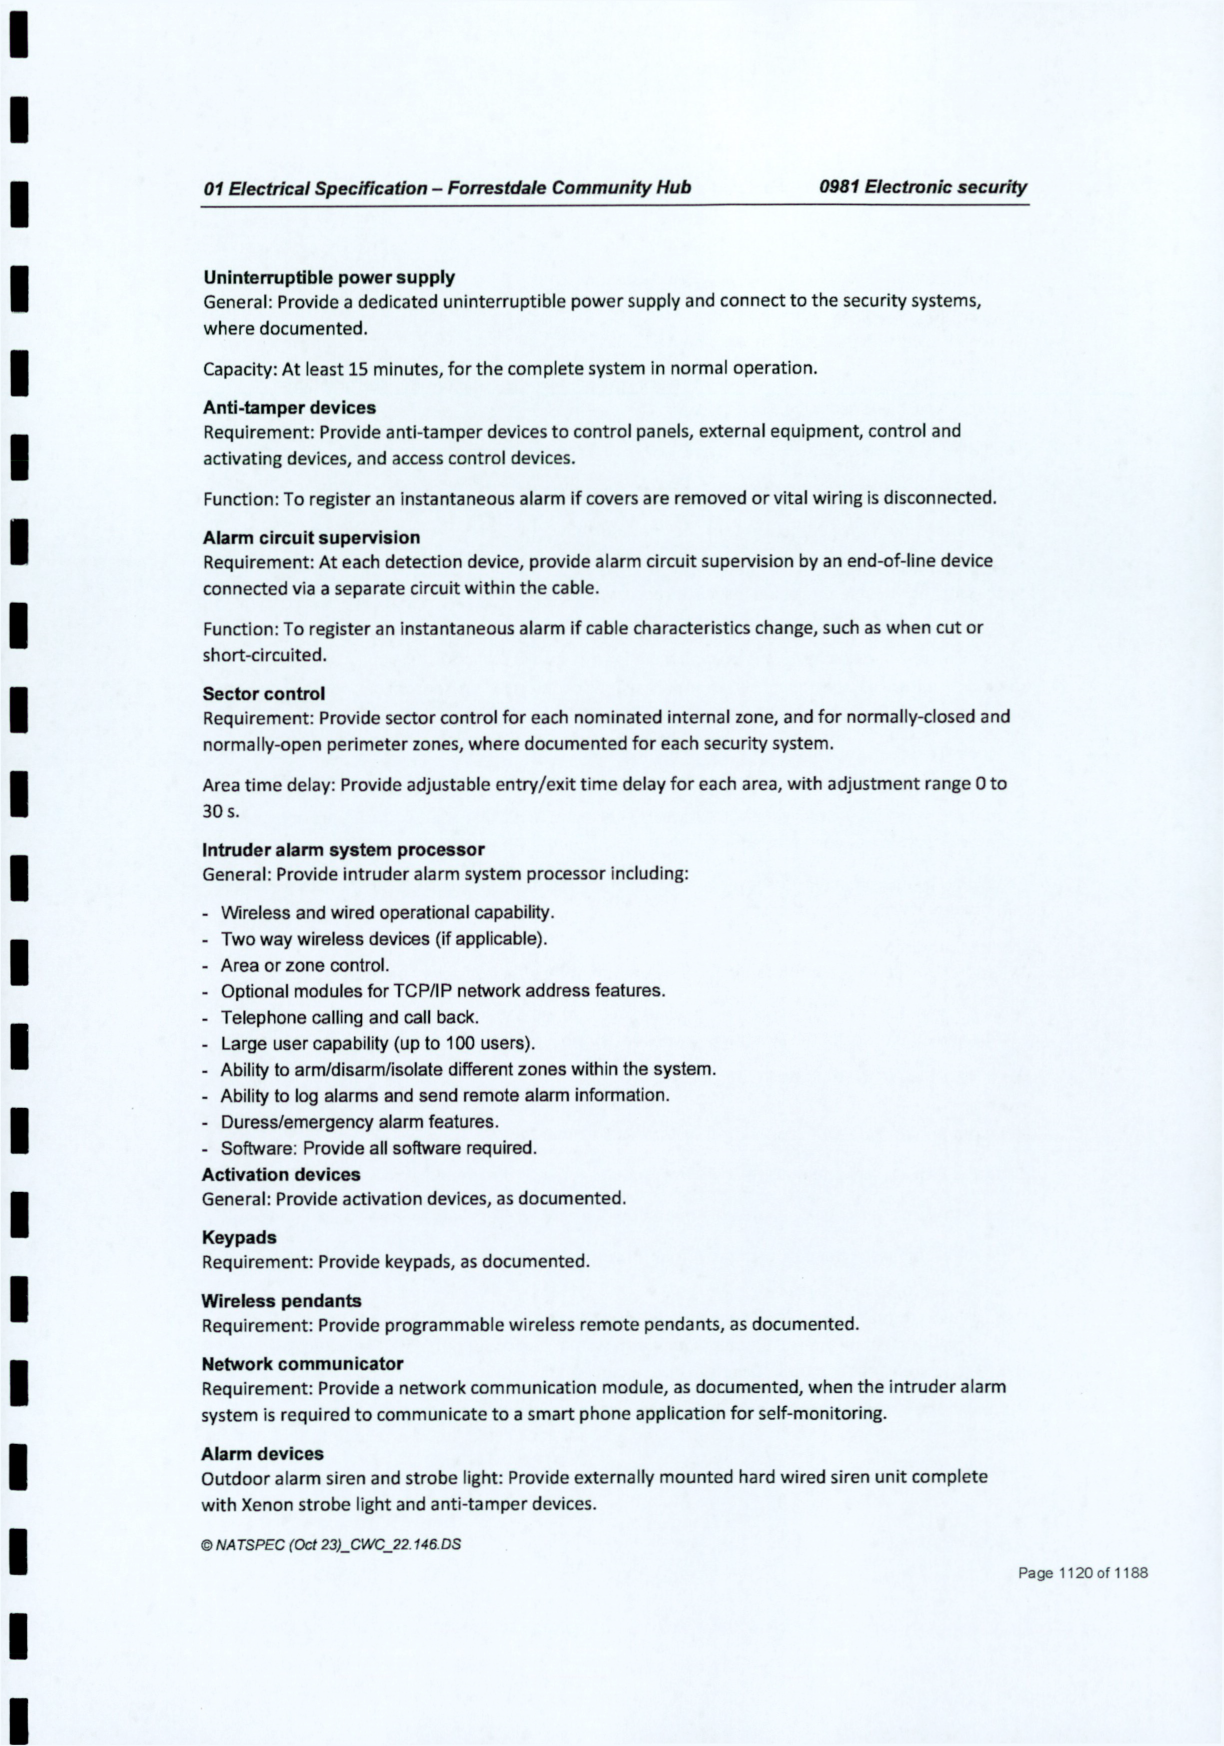 01 Electrical Specification – Forrestdale Community Hub 0981 Electronic security
Uninterruptible power supply
General: Provide a dedicated uninterruptible power supply and connect to the security systems,
where documented.
Capacity: At least 15 minutes, for the complete system in normal operation.
Anti-tamper devices
Requirement: Provide anti-tamper devices to control panels, external equipment, control and
activating devices, and access control devices.
Function: To register an instantaneous alarm if covers are removed or vital wiring is disconnected.
Alarm circuit supervision
Requirement: At each detection device, provide alarm circuit supervision by an end-of-line device
connected via a separate circuit within the cable.
Function: To register an instantaneous alarm if cable characteristics change, such as when cut or
short-circuited.
Sector control
Requirement: Provide sector control for each nominated internal zone, and for normally-closed and
normally-open perimeter zones, where documented for each security system.
Area time delay: Provide adjustable entry/exit time delay for each area, with adjustment range 0 to
30 s.
Intruder alarm system processor
General: Provide intruder alarm system processor including:
- Wireless and wired operational capability.
- Two way wireless devices (if applicable).
- Area or zone control.
- Optional modules for TCP/IP network address features.
- Telephone calling and call back.
- Large user capability (up to 100 users).
- Ability to arm/disarm/isolate different zones within the system.
- Ability to log alarms and send remote alarm information.
- Duress/emergency alarm features.
- Software: Provide all software required.
Activation devices
General: Provide activation devices, as documented.
Keypads
Requirement: Provide keypads, as documented.
Wireless pendants
Requirement: Provide programmable wireless remote pendants, as documented.
Network communicator
Requirement: Provide a network communication module, as documented, when the intruder alarm
system is required to communicate to a smart phone application for self-monitoring.
Alarm devices
Outdoor alarm siren and strobe light: Provide externally mounted hard wired siren unit complete
with Xenon strobe light and anti-tamper devices.
© NATSPEC (Oct 23)_CWC_22.146.DS
Page 1120 of 1188